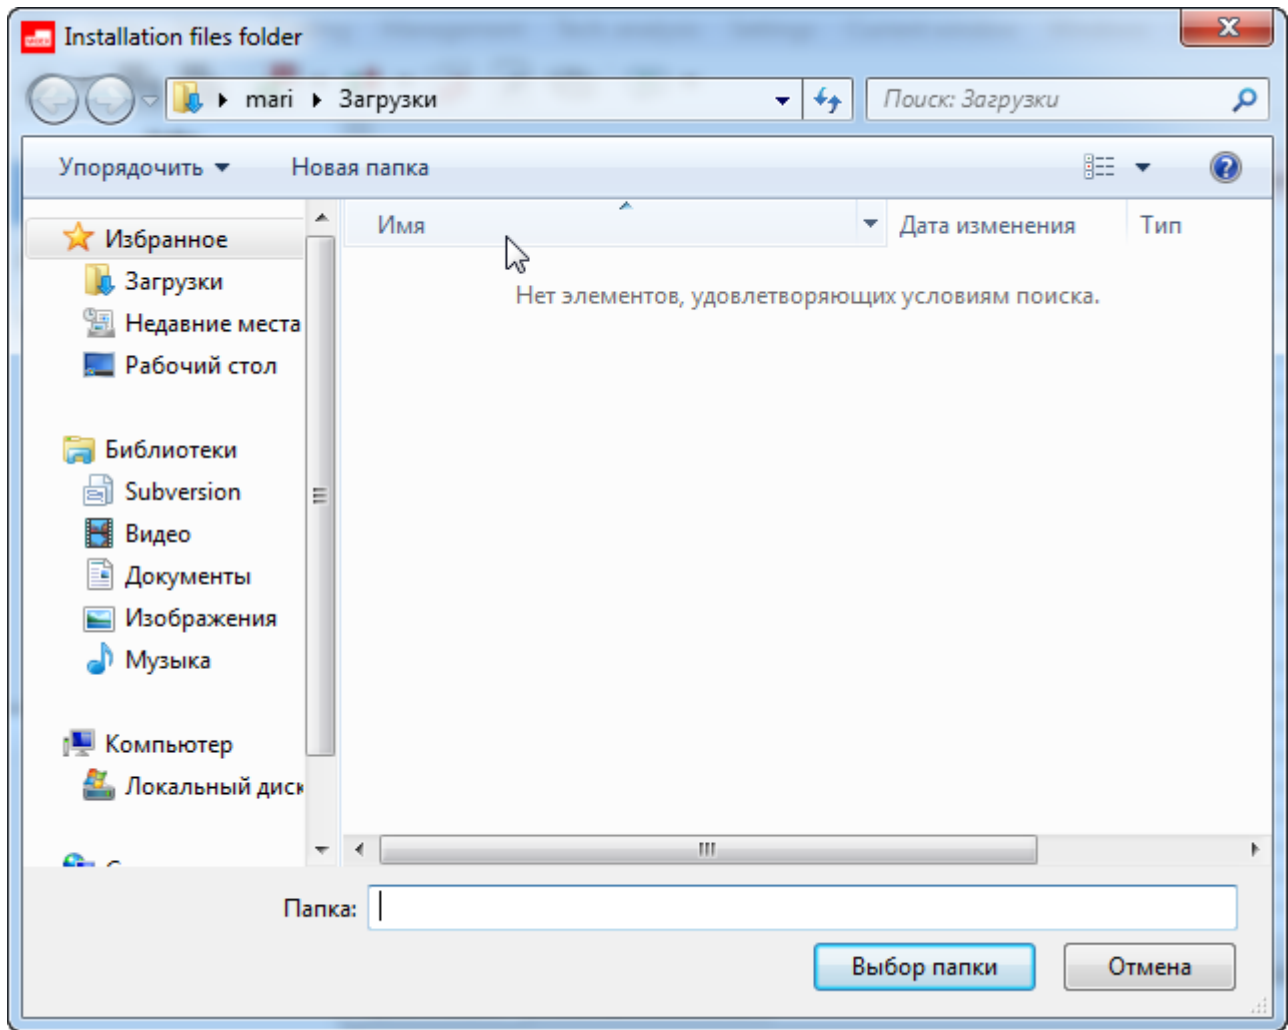 Installation files folder
mari Загрузки
Поиск: Загрузки
Упорядочить Новая папка
Имя Дата изменения Тип
Нет элементов, удовлетворяющих условиям поиска.
Избранное
Загрузки
Недавние места
Рабочий стол
Библиотеки
Subversion
Видео
Документы
Изображения
Музыка
Компьютер
Локальный диск
Папка:
Выбор папки Отмена